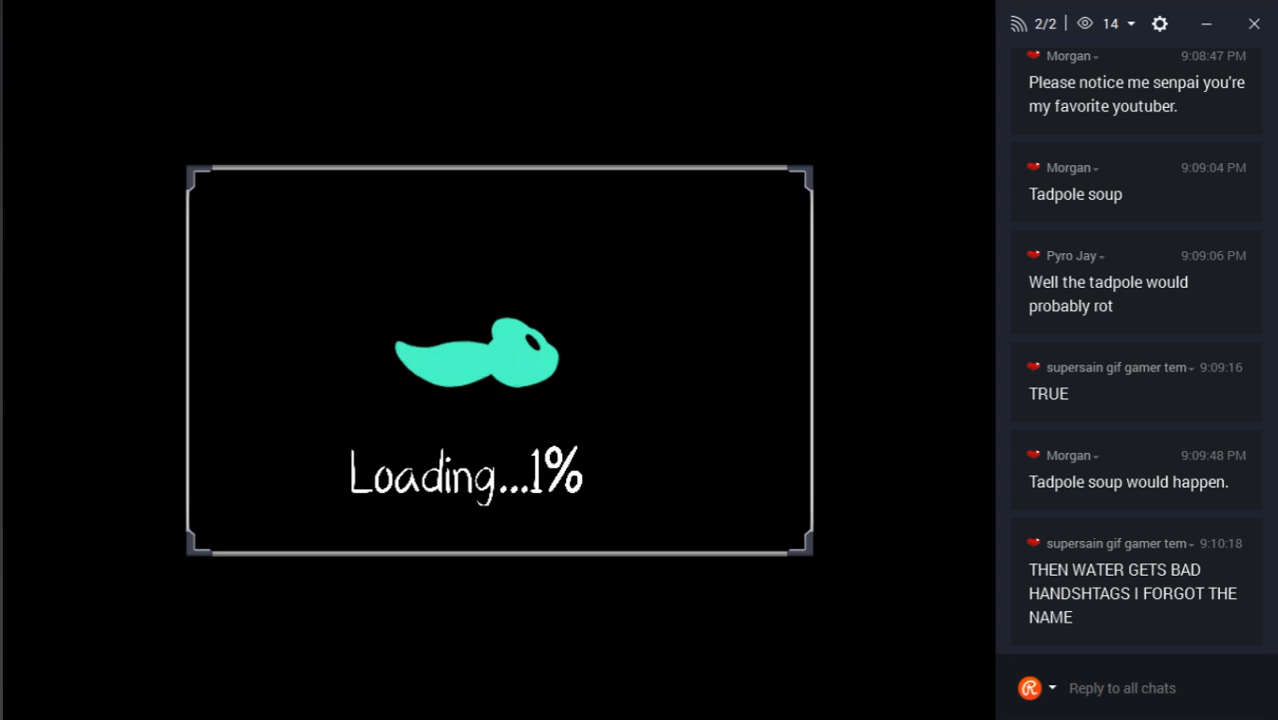 Loading...1%
2/2 14
Morgan 9:08:47 PM
Please notice me senpai you're
my favorite youtuber.
Morgan 9:09:04 PM
Tadpole soup
Pyro Jay 9:09:06 PM
Well the tadpole would
probably rot
supersain gif gamer tem 9:09:16
TRUE
Morgan 9:09:48 PM
Tadpole soup would happen.
supersain gif gamer tem 9:10:18
THEN WATER GETS BAD
HANDSHTAGS I FORGOT THE
NAME
Reply to all chats